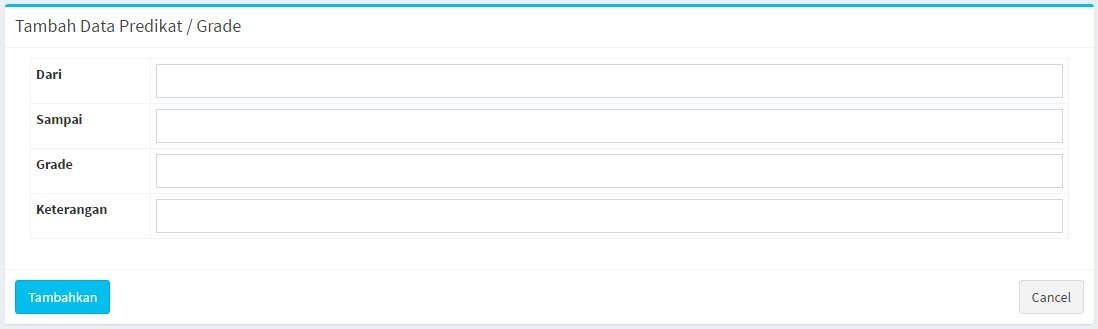 Tambah Data Predikat / Grade
Dari
Sampai
Grade
Keterangan
Tambahkan
Cancel